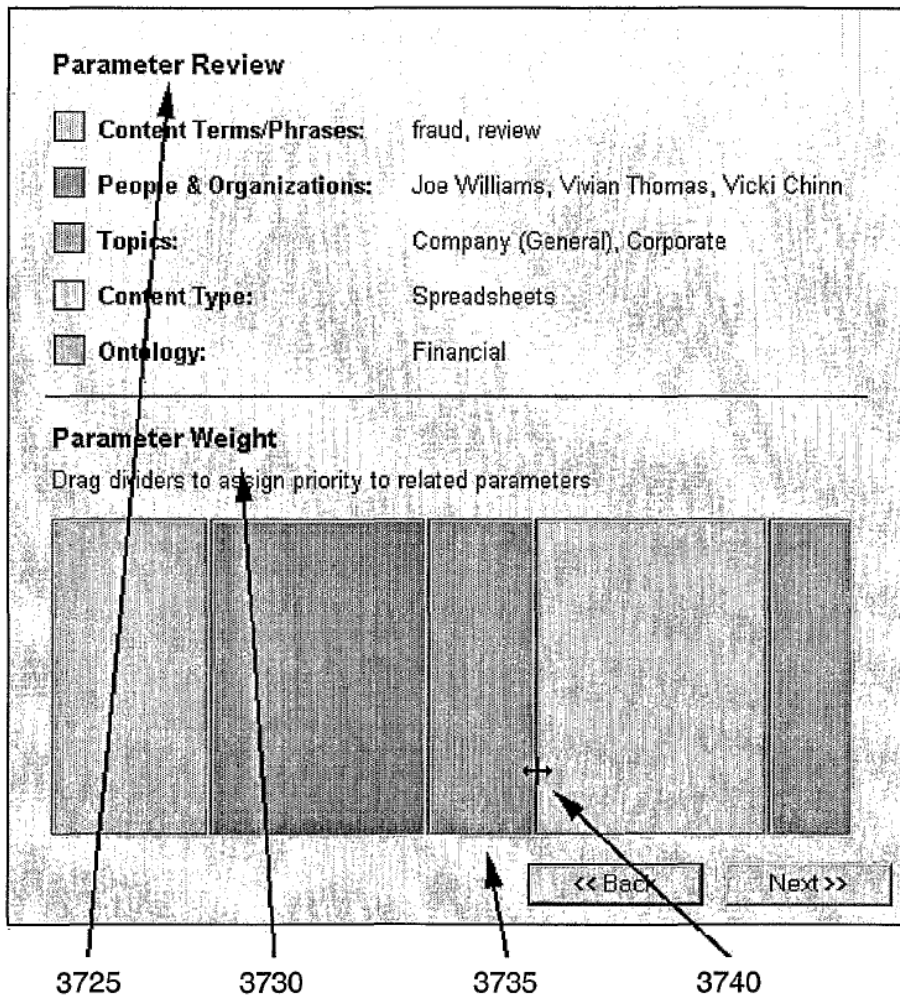 Parameter Review
Content Terms/Phrases: fraud, review
People & Organizations: Joe Williams, Vivian Thomas, Vicki Chinn
Topics: Company (General), Corporate
Content Type: Spreadsheets
Ontology: Financial
Parameter Weight
Drag dividers to assign priority to related parameters
<< Back Next >>
3725 3730 3735 3740